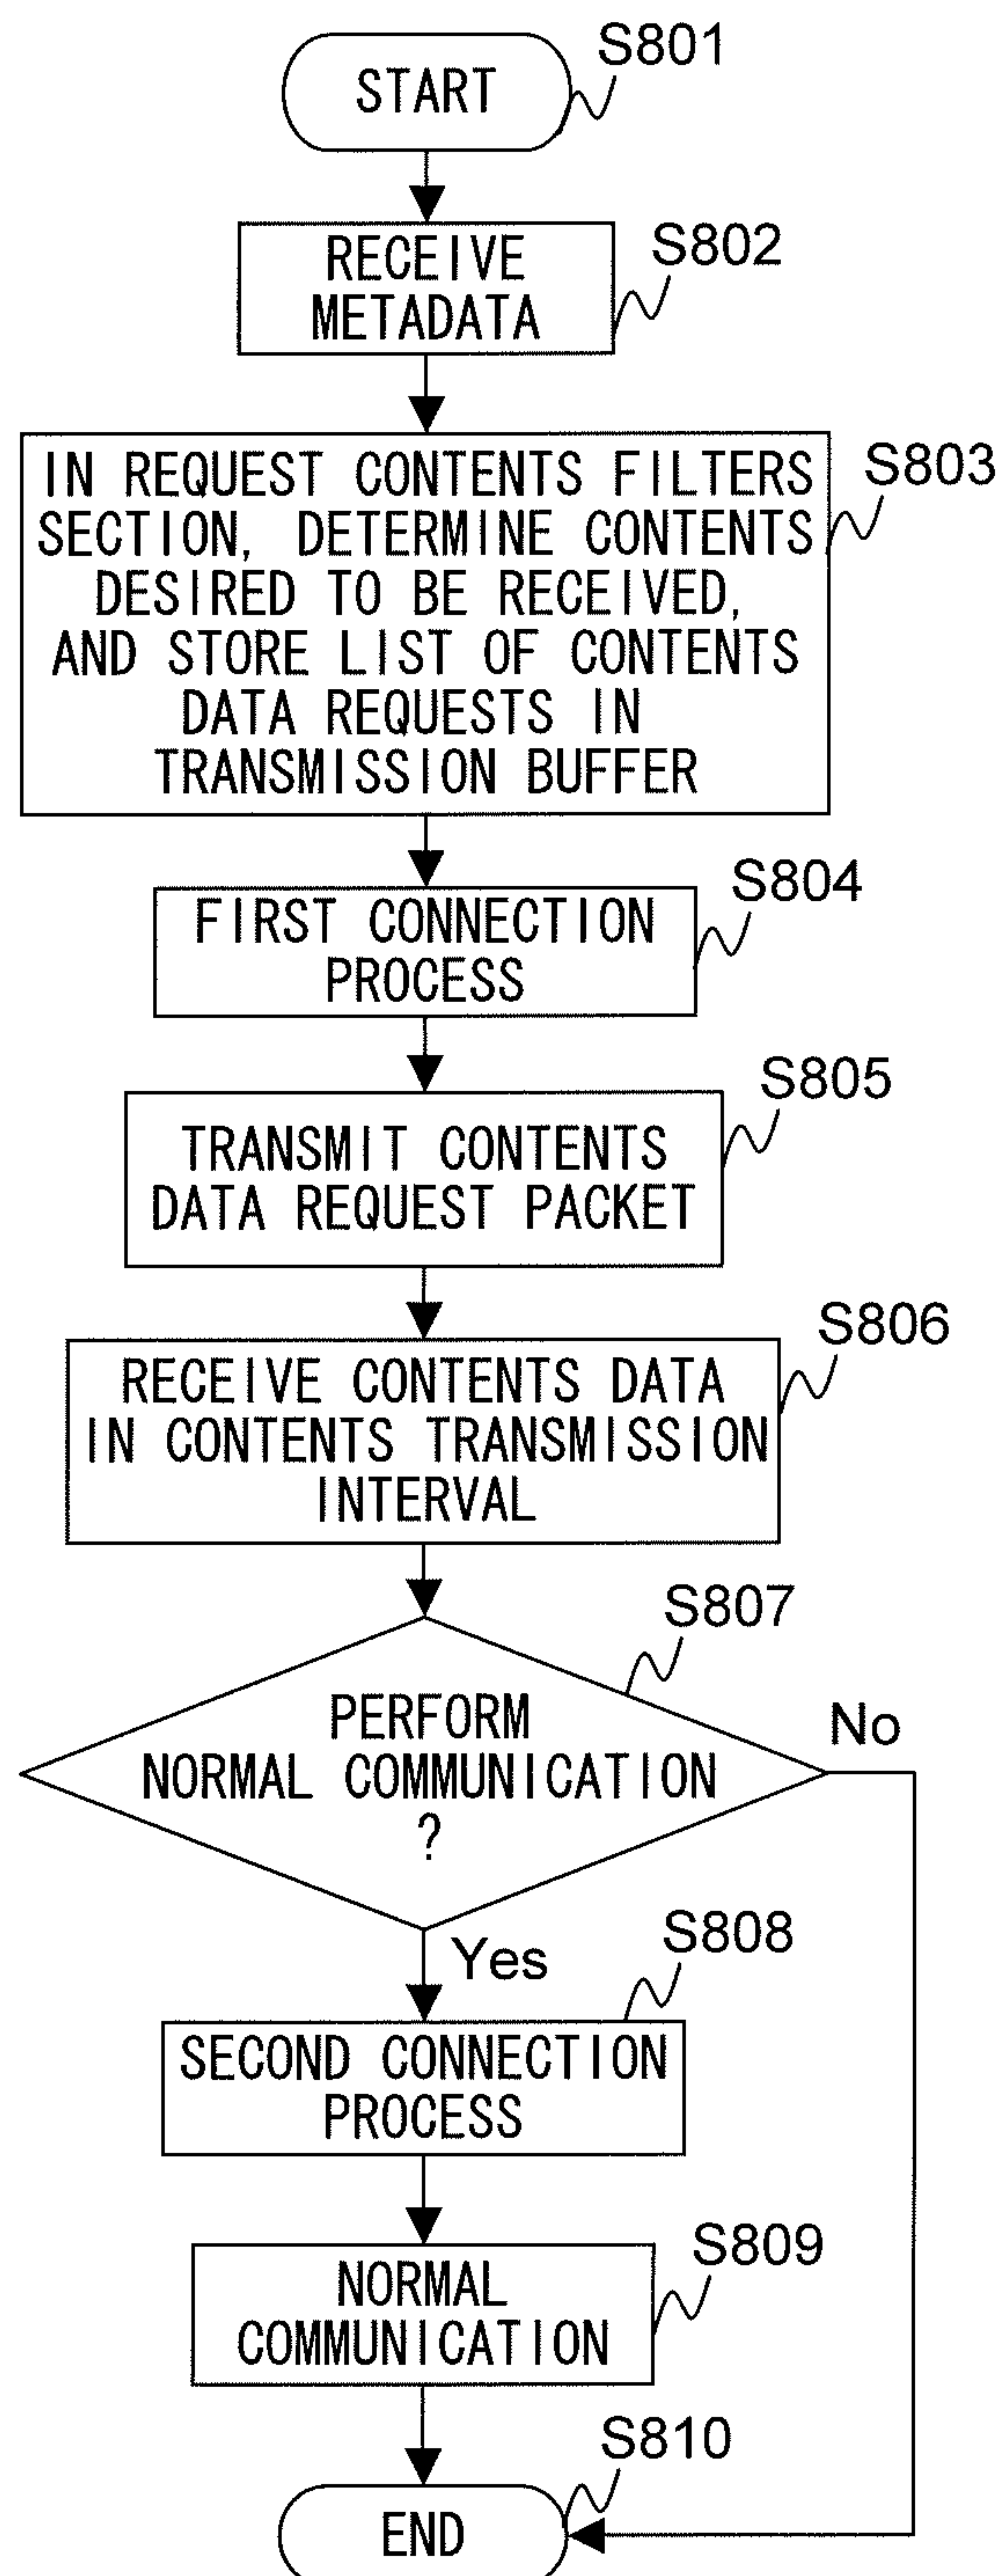 START
S801
RECEIVE
METADATA
S802
IN REQUEST CONTENTS FILTERS
SECTION, DETERMINE CONTENTS
DESIRED TO BE RECEIVED,
AND STORE LIST OF CONTENTS
DATA REQUESTS IN
TRANSMISSION BUFFER
S803
FIRST CONNECTION
PROCESS
S804
TRANSMIT CONTENTS
DATA REQUEST PACKET
S805
RECEIVE CONTENTS DATA
IN CONTENTS TRANSMISSION
INTERVAL
S806
PERFORM
NORMAL COMMUNICATION
?
S807
No
Yes
SECOND CONNECTION
PROCESS
S808
NORMAL
COMMUNICATION
S809
END
S810